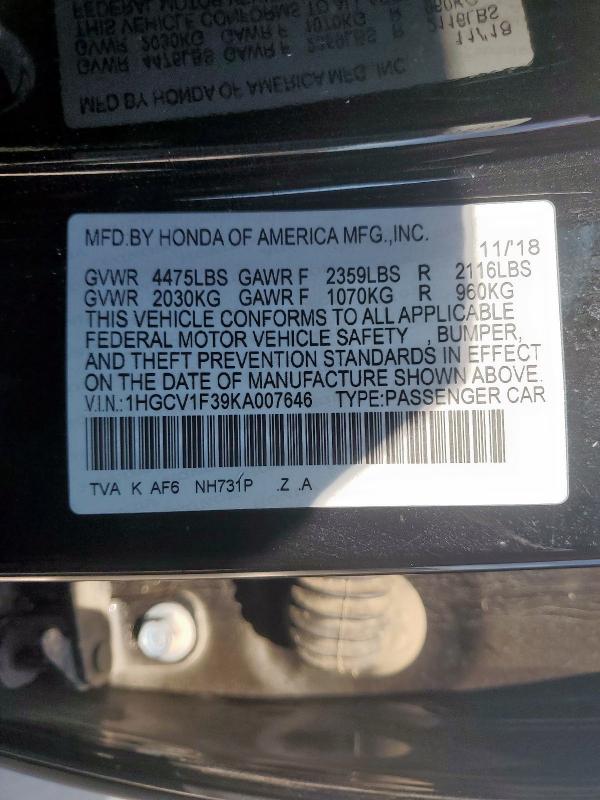 MFD.BY HONDA OF AMERICA MFG.,INC.
11/'18
GVWR 4475LBS GAWR F 2359LBS R 2116LBS
GVWR 2030KG GAWR F 1070KG R 960KG
THIS VEHICLE CONFORMS TO ALL APPLICABLE
FEDERAL MOTOR VEHICLE SAFETY , BUMPER,
AND THEFT PREVENTION STANDARDS IN EFFECT
ON THE DATE OF MANUFACTURE SHOWN ABOVE.
V.I.N.:1HGCV1F39KA007646 TYPE:PASSENGER CAR
TVA K AF6 NH731P .Z .A